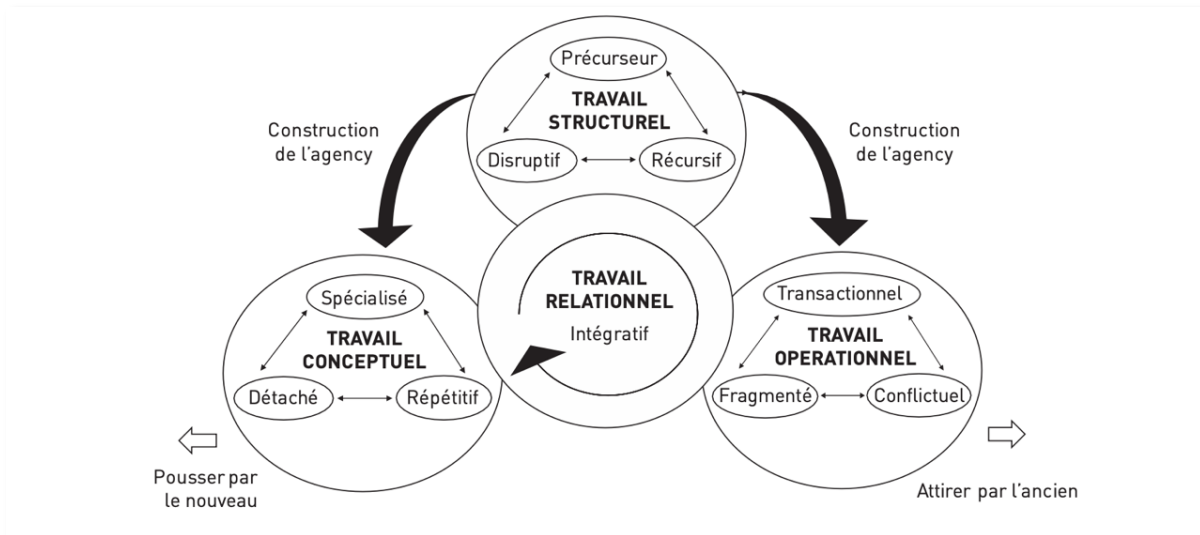 Précurseur
TRAVAIL
STRUCTUREL
Disruptif
Récursif
Construction
de l'agency
Construction
de l'agency
TRAVAIL
RELATIONNEL
Intégratif
Spécialisé
TRAVAIL
CONCEPTUEL
Détaché
Répétitif
Transactionnel
TRAVAIL
OPERATIONNEL
Fragmenté
Conflictuel
Pousser par
le nouveau
Attirer par l'ancien